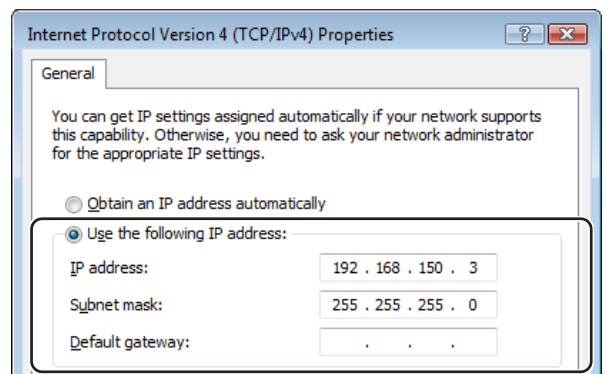 Internet Protocol Version 4 (TCP/IPv4) Properties
General
You can get IP settings assigned automatically if your network supports
this capability. Otherwise, you need to ask your network administrator
for the appropriate IP settings.
Obtain an IP address automatically
Use the following IP address:
IP address: 192 . 168 . 150 . 3
Subnet mask: 255 . 255 . 255 . 0
Default gateway: . . .